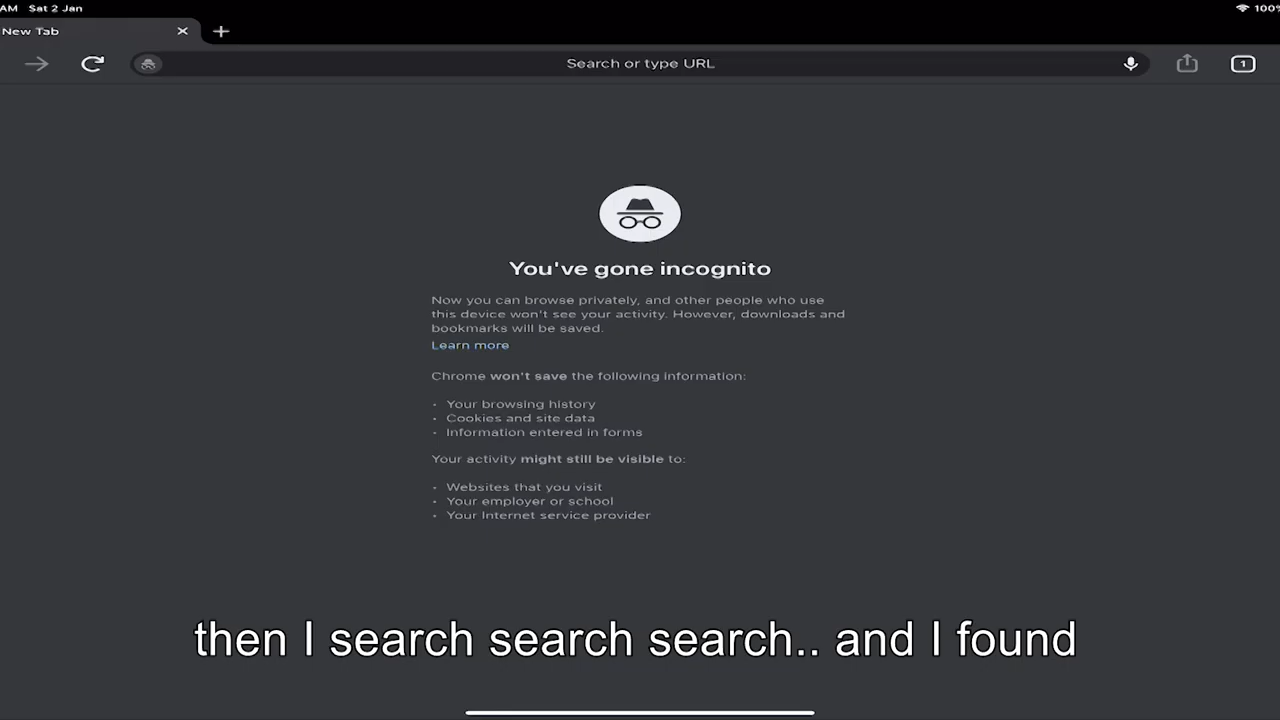 AM Sat 2 Jan 100%
New Tab
Search or type URL 1
You've gone incognito
Now you can browse privately, and other people who use
this device won't see your activity. However, downloads and
bookmarks will be saved.
Learn more
Chrome won't save the following information:
- Your browsing history
- Cookies and site data
- Information entered in forms
Your activity might still be visible to:
- Websites that you visit
- Your employer or school
- Your Internet service provider
then I search search search.. and I found